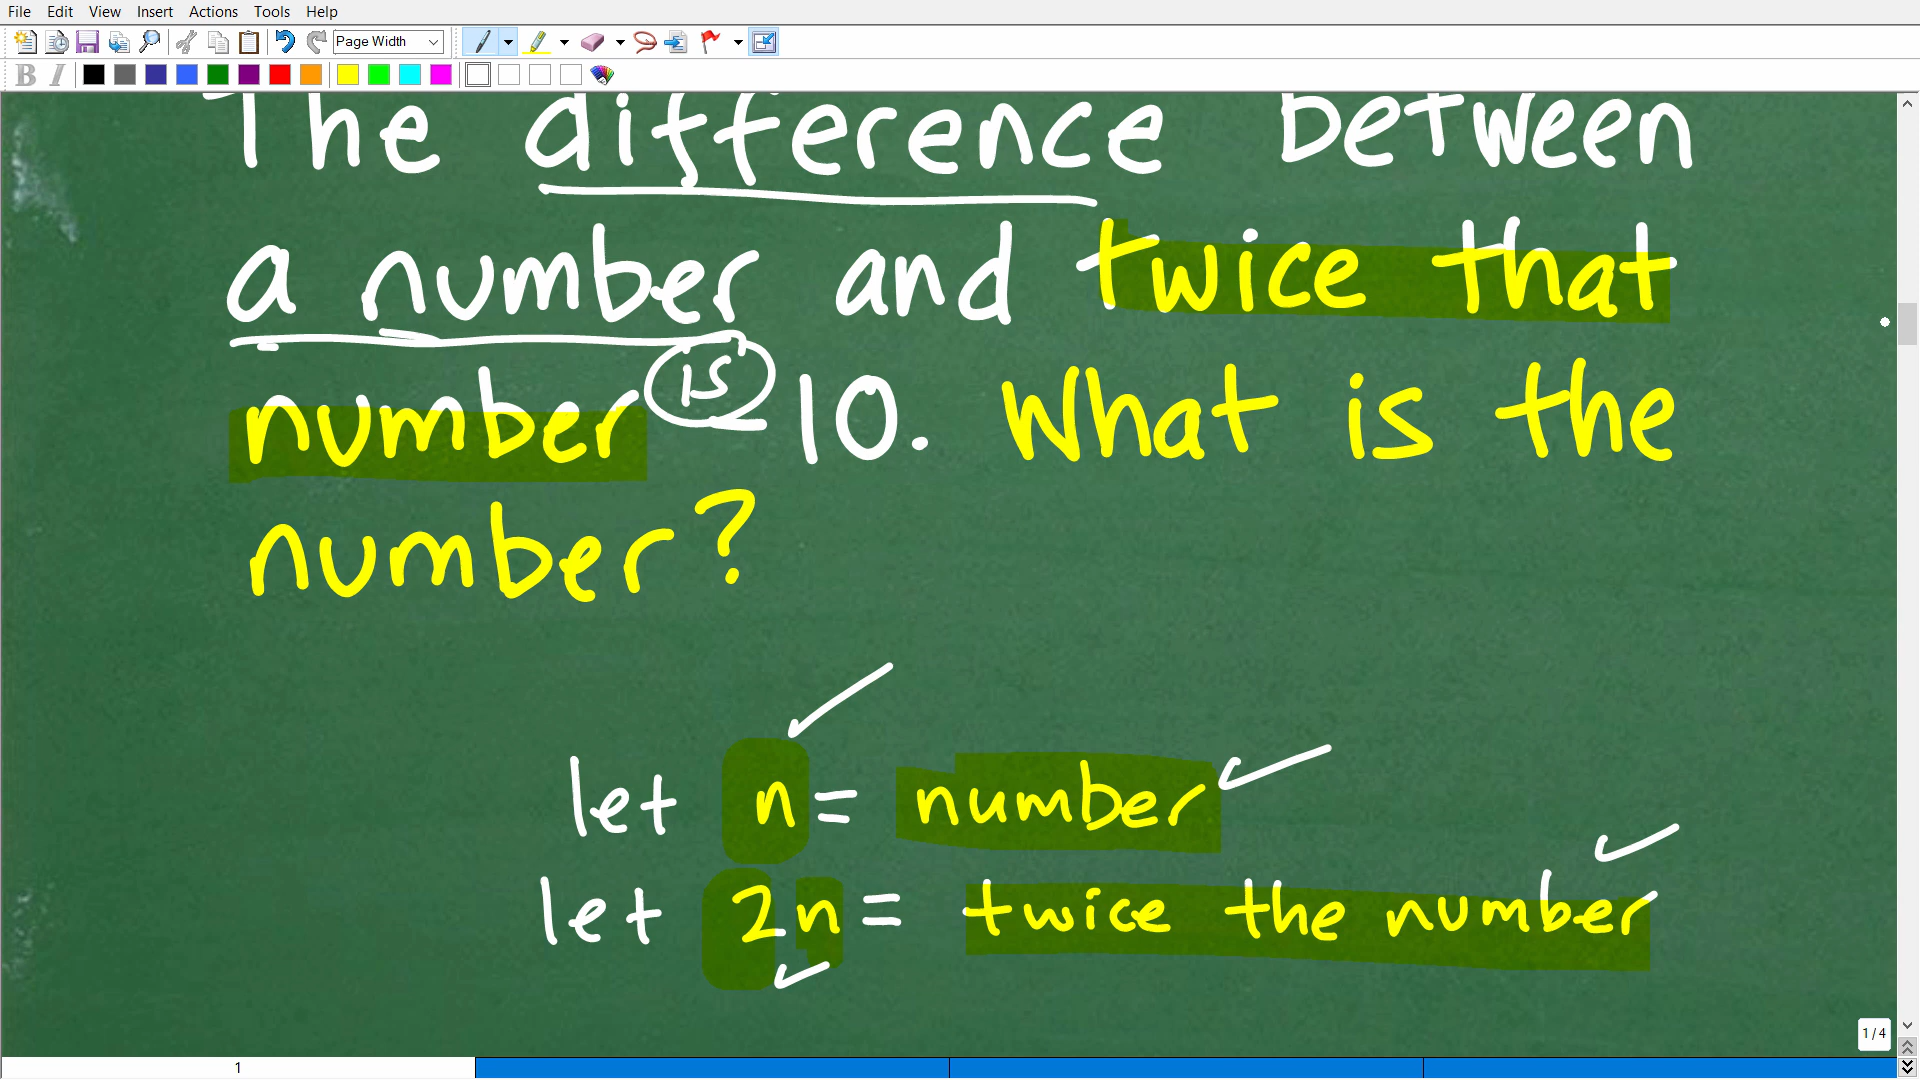 File Edit View Insert Actions Tools Help
Page Width
B I
The difference between
a number and twice that
number is 10. What is the
number?
let n = number
let 2n = twice the number
1 / 4
1